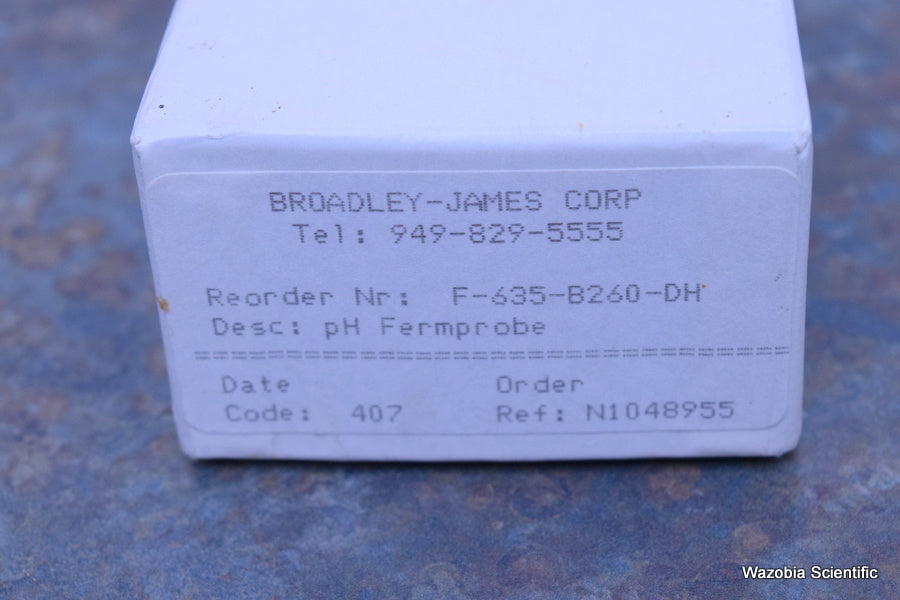 BROADLEY-JAMES CORP
Tel: 949-829-5555
Reorder Nr: F-635-B260-DH
Desc: pH Fermprobe
Date Order
Code: 407 Ref: N1048955
Wazobia Scientific